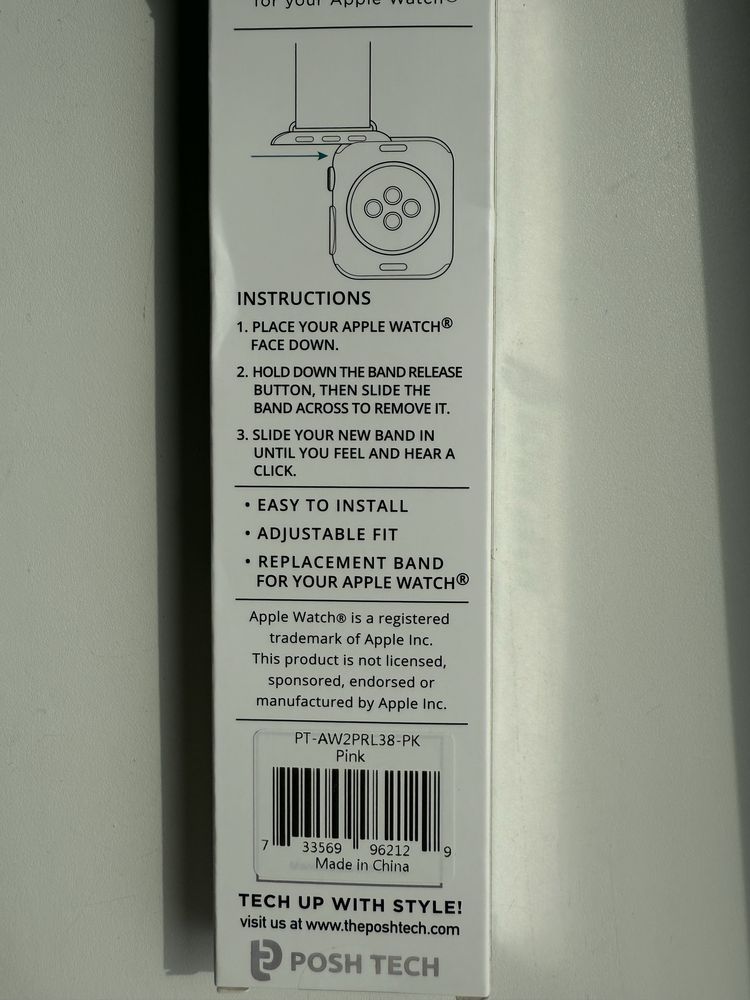 for your Apple Watch®
INSTRUCTIONS
1. PLACE YOUR APPLE WATCH®
FACE DOWN.
2. HOLD DOWN THE BAND RELEASE
BUTTON, THEN SLIDE THE
BAND ACROSS TO REMOVE IT.
3. SLIDE YOUR NEW BAND IN
UNTIL YOU FEEL AND HEAR A
CLICK.
• EASY TO INSTALL
• ADJUSTABLE FIT
• REPLACEMENT BAND
FOR YOUR APPLE WATCH®
Apple Watch® is a registered
trademark of Apple Inc.
This product is not licensed,
sponsored, endorsed or
manufactured by Apple Inc.
PT-AW2PRL38-PK
Pink
7 33569 96212 9
Made in China
TECH UP WITH STYLE!
visit us at www.theposhtech.com
POSH TECH